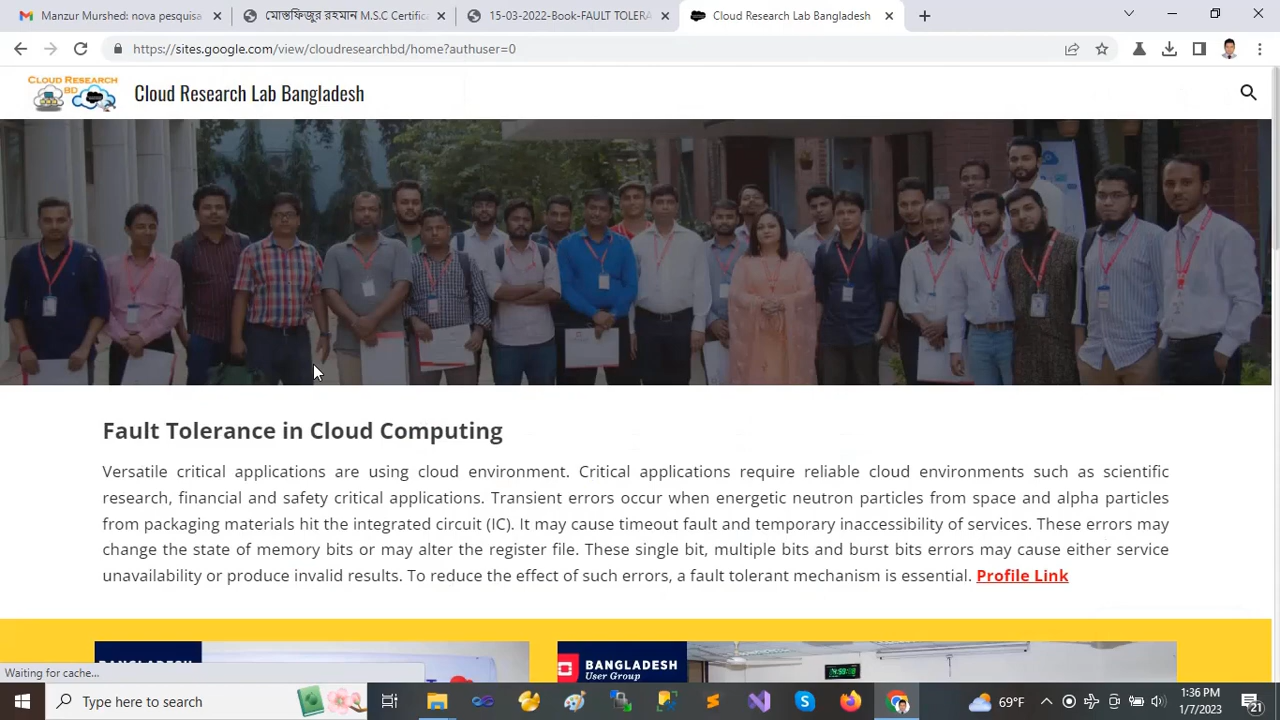 Manzur Murshed: nova pesquisa
মোস্তফিজুর রহমান M.S.C Certifica
15-03-2022-Book-FAULT TOLERA
Cloud Research Lab Bangladesh
https://sites.google.com/view/cloudresearchbd/home?authuser=0
CLOUD RESEARCH
BD
Cloud Research Lab Bangladesh
Fault Tolerance in Cloud Computing
Versatile critical applications are using cloud environment. Critical applications require reliable cloud environments such as scientific
research, financial and safety critical applications. Transient errors occur when energetic neutron particles from space and alpha particles
from packaging materials hit the integrated circuit (IC). It may cause timeout fault and temporary inaccessibility of services. These errors may
change the state of memory bits or may alter the register file. These single bit, multiple bits and burst bits errors may cause either service
unavailability or produce invalid results. To reduce the effect of such errors, a fault tolerant mechanism is essential. Profile Link
BANGLADESH
BANGLADESH
User Group
Waiting for cache...
Type here to search
69°F
1:36 PM
1/7/2023
21